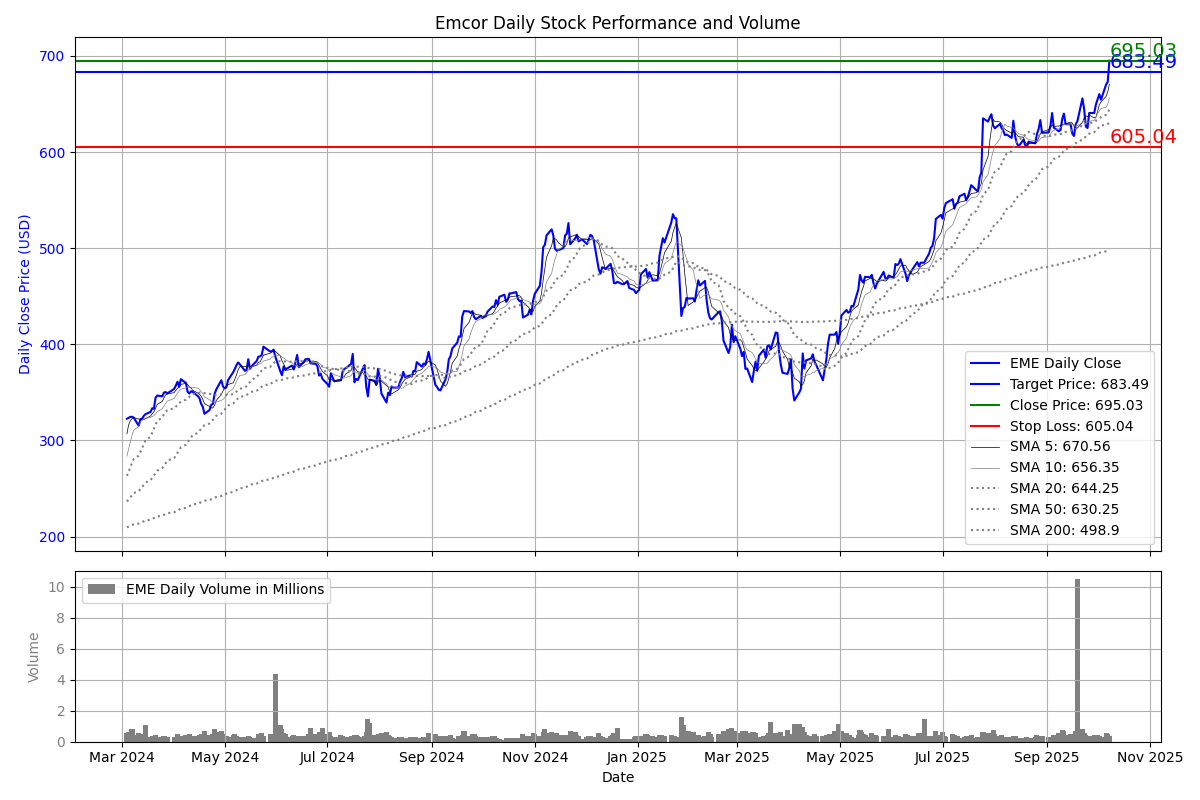 Emcor Daily Stock Performance and Volume
Daily Close Price (USD)
700
600
500
400
300
200
695.03
683.49
605.04
EME Daily Close
Target Price: 683.49
Close Price: 695.03
Stop Loss: 605.04
SMA 5: 670.56
SMA 10: 656.35
SMA 20: 644.25
SMA 50: 630.25
SMA 200: 498.9
Volume
10
8
6
4
2
0
EME Daily Volume in Millions
Mar 2024 May 2024 Jul 2024 Sep 2024 Nov 2024 Jan 2025 Mar 2025 May 2025 Jul 2025 Sep 2025 Nov 2025
Date